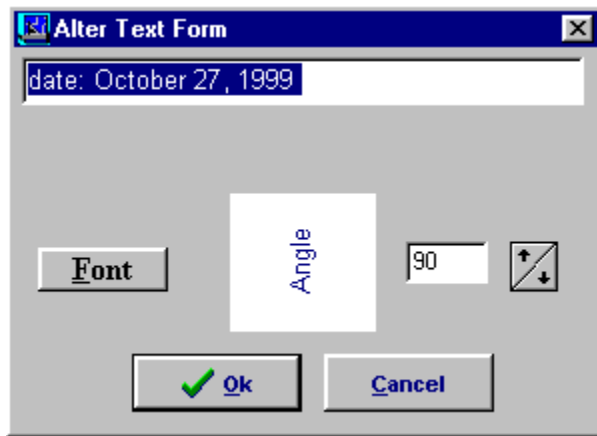 Alter Text Form
date: October 27, 1999
Font
Angle
90
Ok
Cancel